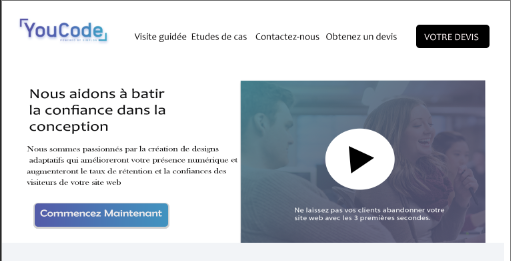 YouCode
Visite guidée Etudes de cas Contactez-nous Obtenez un devis VOTRE DEVIS
Nous aidons à batir
la confiance dans la
conception
Nous sommes passionnés par la création de designs
adaptatifs qui amélioreront votre présence numérique et
augmenteront le taux de rétention et la confiances des
visiteurs de votre site web
Commencez Maintenant
Ne laissez pas vos clients abandonner votre
site web avec les 3 premières secondes.